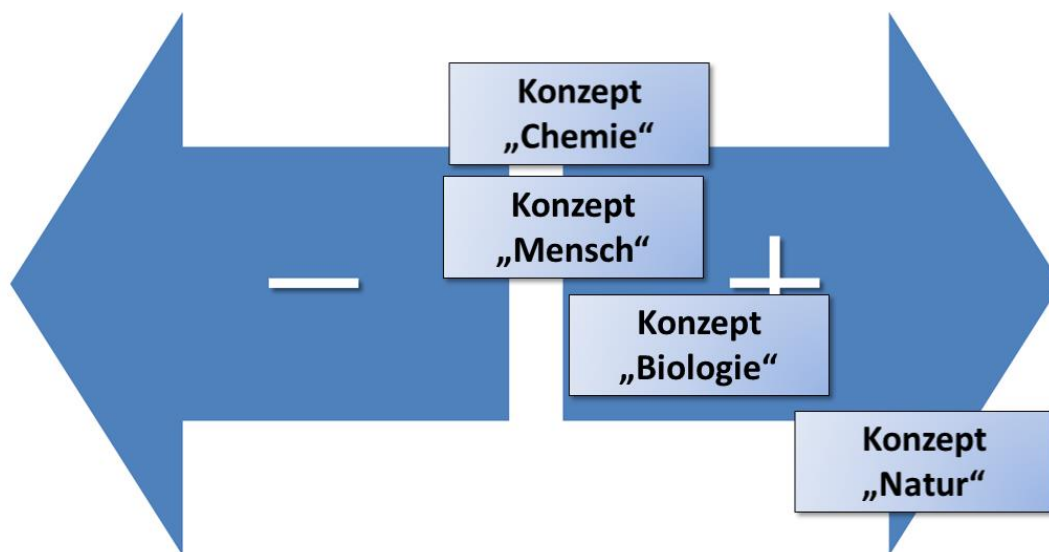 Konzept
„Chemie“
Konzept
„Mensch“
− +
Konzept
„Biologie“
Konzept
„Natur“